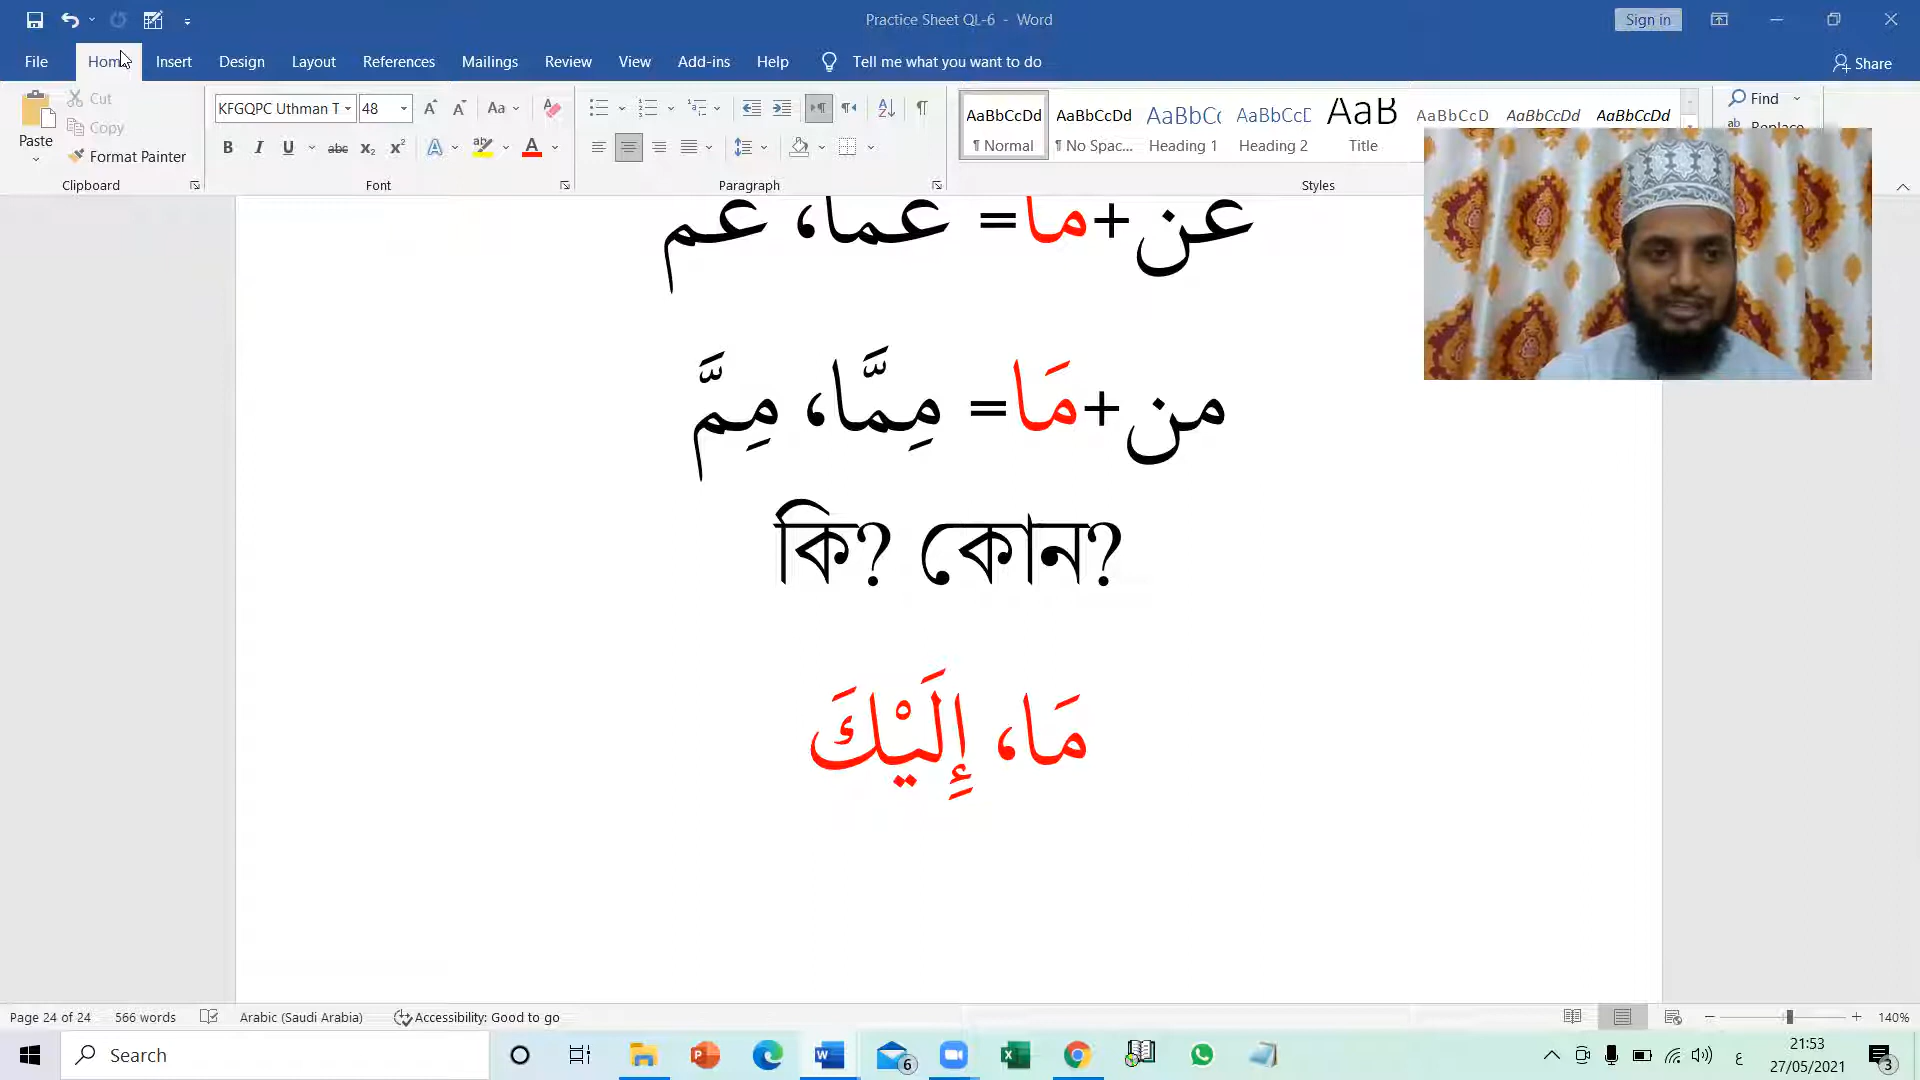 Practice Sheet QL-6 - Word
Sign in
File Home Insert Design Layout References Mailings Review View Add-ins Help Tell me what you want to do Share
Paste
Cut
Copy
Format Painter
Clipboard
KFGQPC Uthman T 48
Aa
Font
Paragraph
AaBbCcDd AaBbCcDd AaBbCc AaBbCcD AaB AaBbCcD AaBbCcDd AaBbCcDd
¶ Normal ¶ No Spac... Heading 1 Heading 2 Title
Styles
Find
عن+ما= عما، عم
من+مَا= مِمَّا، مِمَّ
কি? কোন?
مَا، إِلَيْكَ
Page 24 of 24 566 words Arabic (Saudi Arabia) Accessibility: Good to go 140%
Search
6
ع
21:53
27/05/2021
3